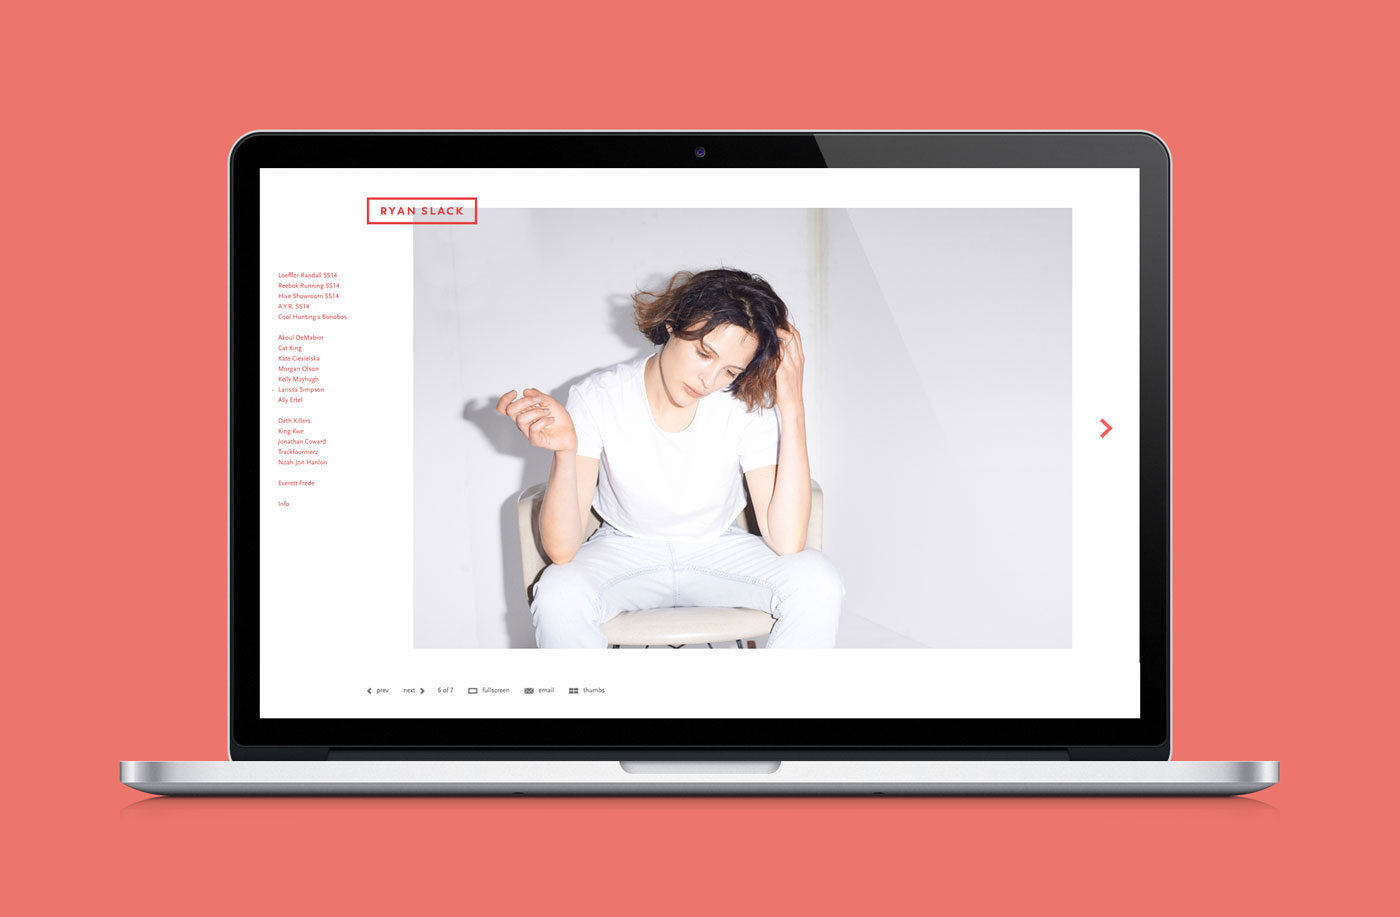 RYAN SLACK
Loeffler Randall SS14
Reebok Running SS14
Hive Showroom SS14
A.Y.R. SS14
Cool Hunting x Bonobos
Akoul DeMabior
Cat King
Kate Ciesielska
Morgan Olson
Kelly Mayhugh
Larissa Simpson
Ally Ertel
Deth Killers
King Kwe
Jonathan Coward
Trackfourmerz
Noah Jon Hanlon
Everett Frede
Info
prev next 6 of 7 fullscreen email thumbs